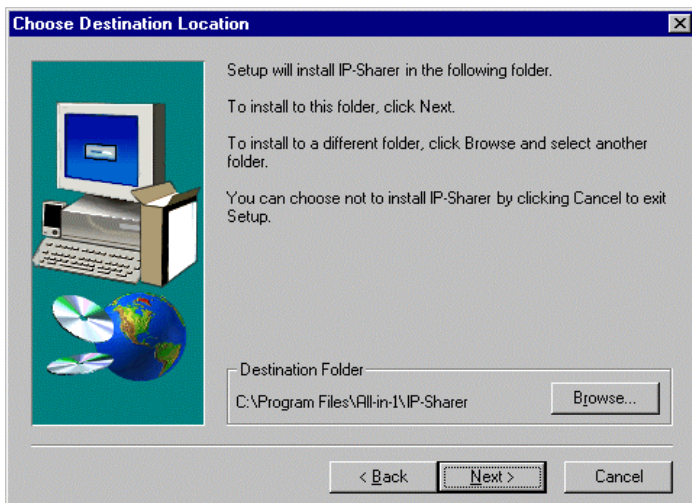 Choose Destination Location
Setup will install IP-Sharer in the following folder.
To install to this folder, click Next.
To install to a different folder, click Browse and select another
folder.
You can choose not to install IP-Sharer by clicking Cancel to exit
Setup.
Destination Folder
C:\Program Files\All-in-1\IP-Sharer
Browse...
< Back
Next >
Cancel